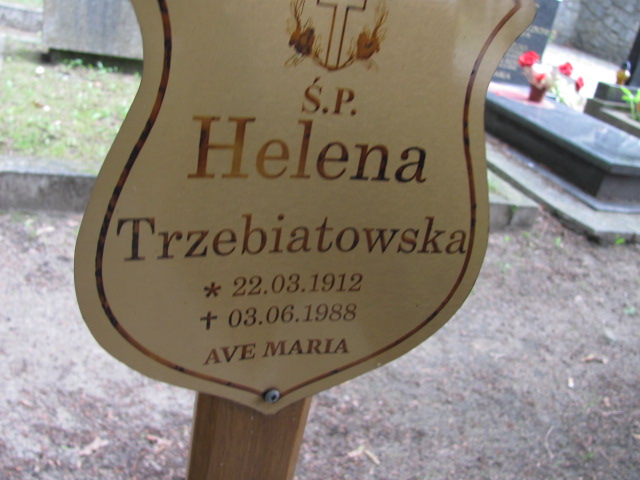 Ś.P.
Helena
Trzebiatowska
* 22.03.1912
✝ 03.06.1988
AVE MARIA